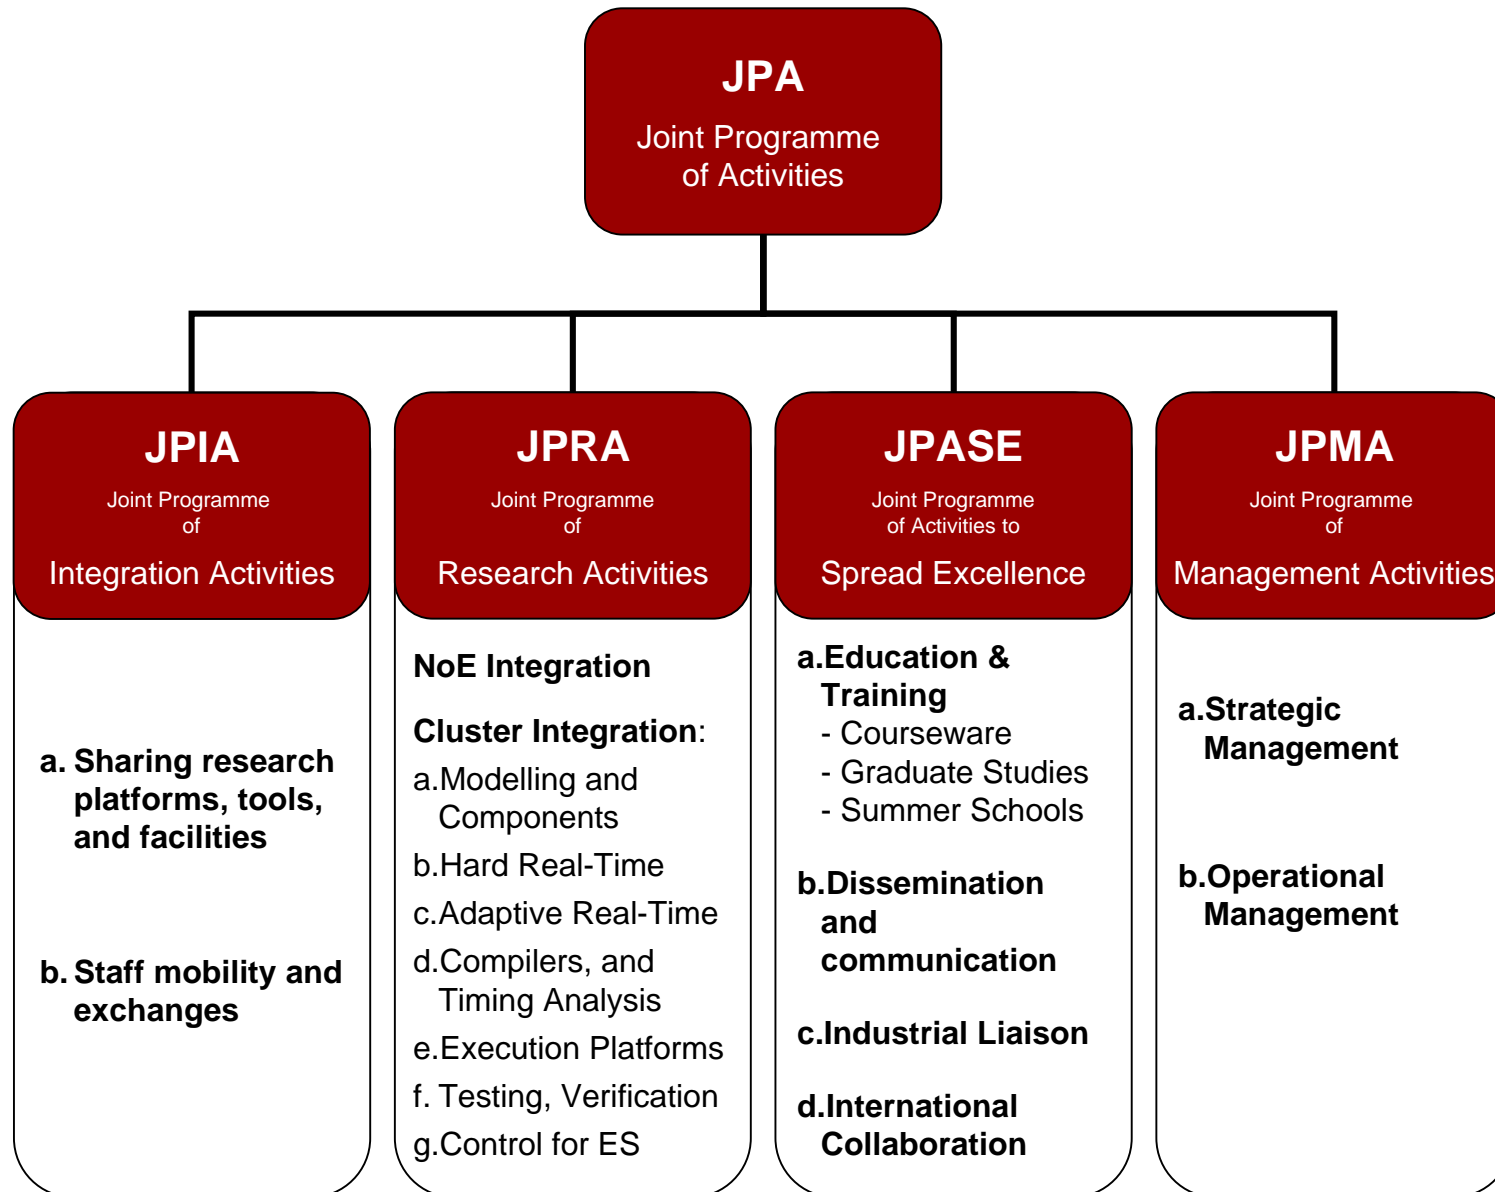 JPA
Joint Programme
of Activities
JPIA
Joint Programme
of
Integration Activities
a. Sharing research
platforms, tools,
and facilities
b. Staff mobility and
exchanges
JPRA
Joint Programme
of
Research Activities
NoE Integration
Cluster Integration:
a.Modelling and
Components
b.Hard Real-Time
c.Adaptive Real-Time
d.Compilers, and
Timing Analysis
e.Execution Platforms
f. Testing, Verification
g.Control for ES
JPASE
Joint Programme
of Activities to
Spread Excellence
a.Education &
Training
- Courseware
- Graduate Studies
- Summer Schools
b.Dissemination
and
communication
c.Industrial Liaison
d.International
Collaboration
JPMA
Joint Programme
of
Management Activities
a.Strategic
Management
b.Operational
Management